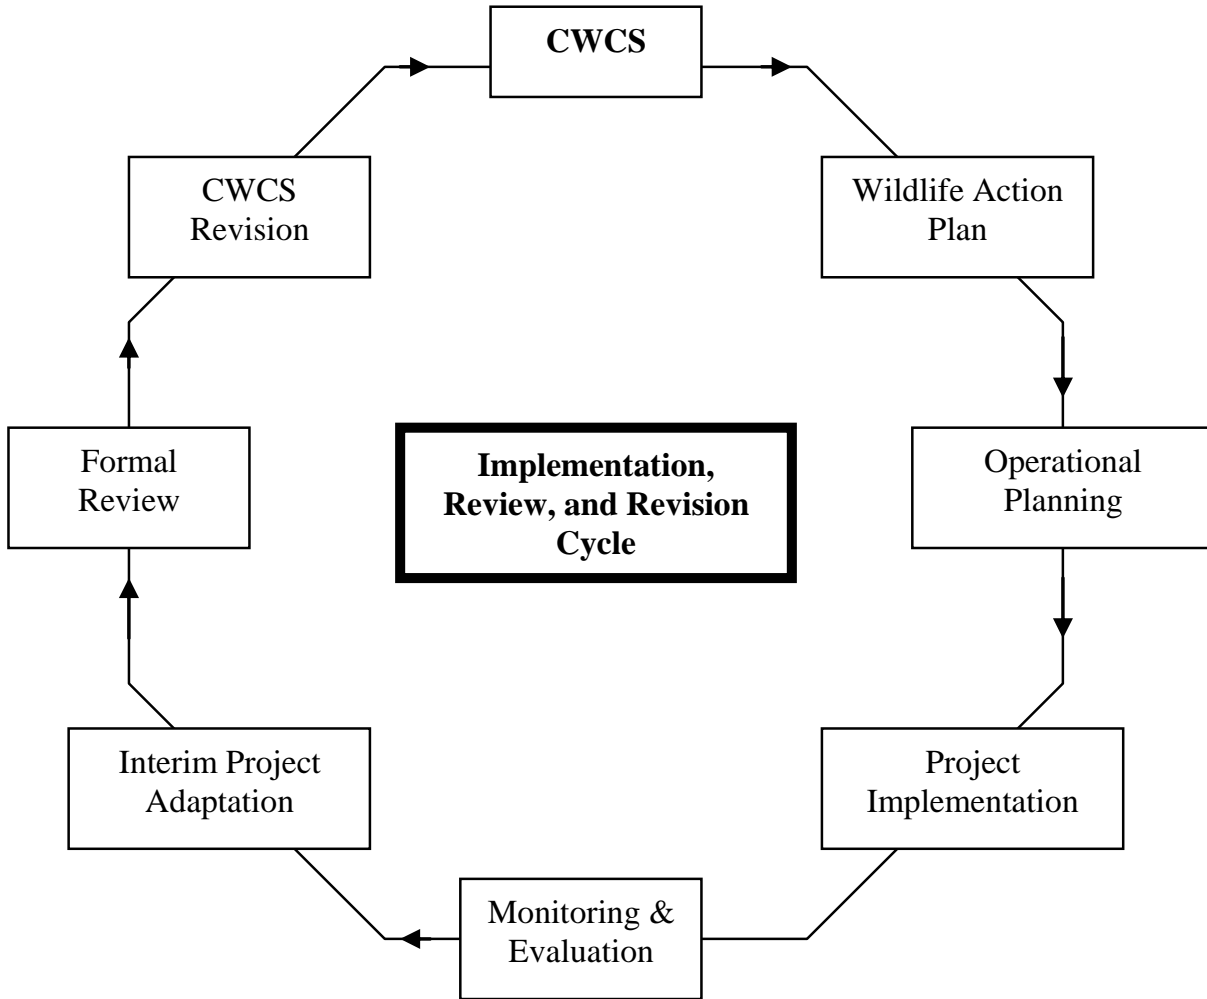 CWCS
CWCS
Revision
Wildlife Action
Plan
Formal
Review
Implementation,
Review, and Revision
Cycle
Operational
Planning
Interim Project
Adaptation
Project
Implementation
Monitoring &
Evaluation